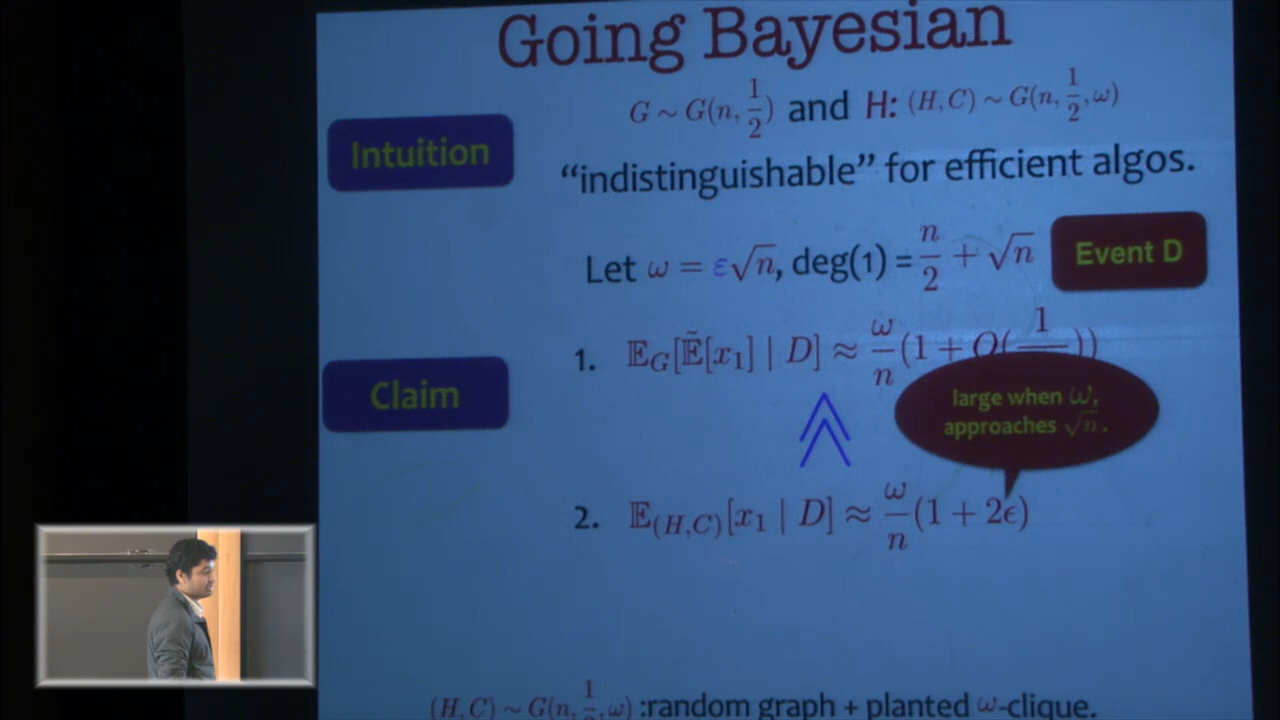 Going Bayesian
G ~ G(n, 1/2) and H: (H, C) ~ G(n, 1/2, ω)
Intuition
“indistinguishable” for efficient algos.
Let ω = ε√n, deg(1) = n/2 + √n
Event D
1. 𝔼_G[𝔼̃[x₁] | D] ≈ ω/n (1 + O(1/
Claim
large when ω,
approaches √n.
2. 𝔼_(H,C)[x₁ | D] ≈ ω/n (1 + 2ϵ)
(H, C) ~ G(n, 1/2, ω) :random graph + planted ω-clique.